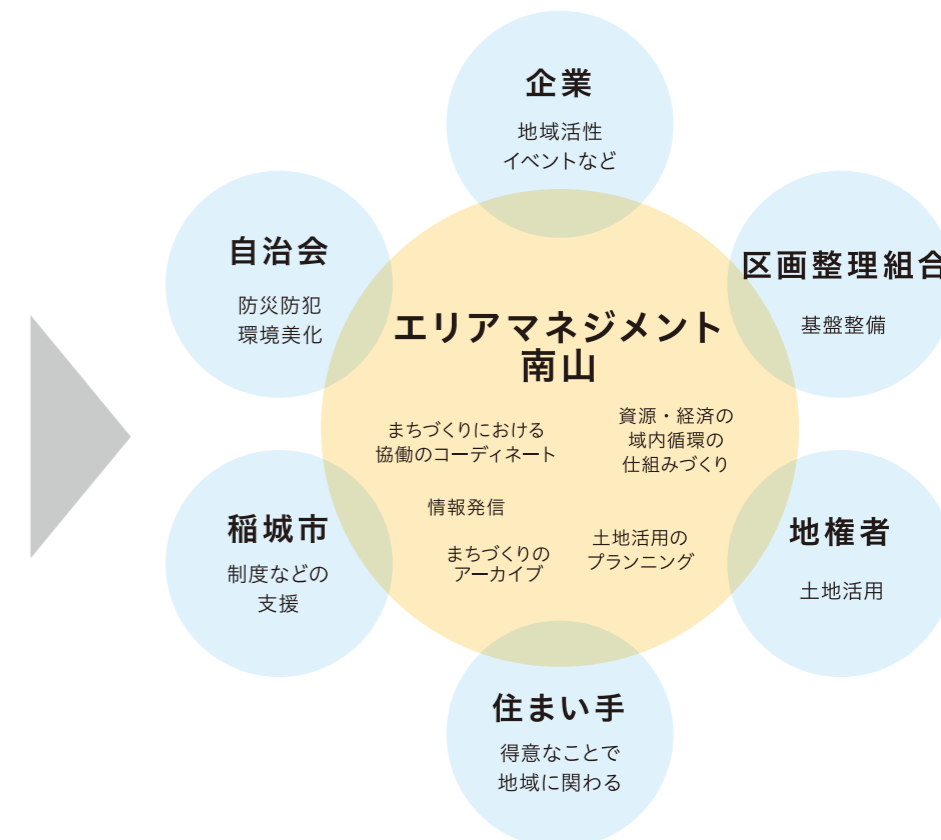 企業
地域活性
イベントなど
自治会
防災防犯
環境美化
区画整理組合
基盤整備
エリアマネジメント
南山
まちづくりにおける
協働のコーディネート
資源・経済の
域内循環の
仕組みづくり
情報発信
まちづくりの
アーカイブ
土地活用の
プランニング
稲城市
制度などの
支援
地権者
土地活用
住まい手
得意なことで
地域に関わる